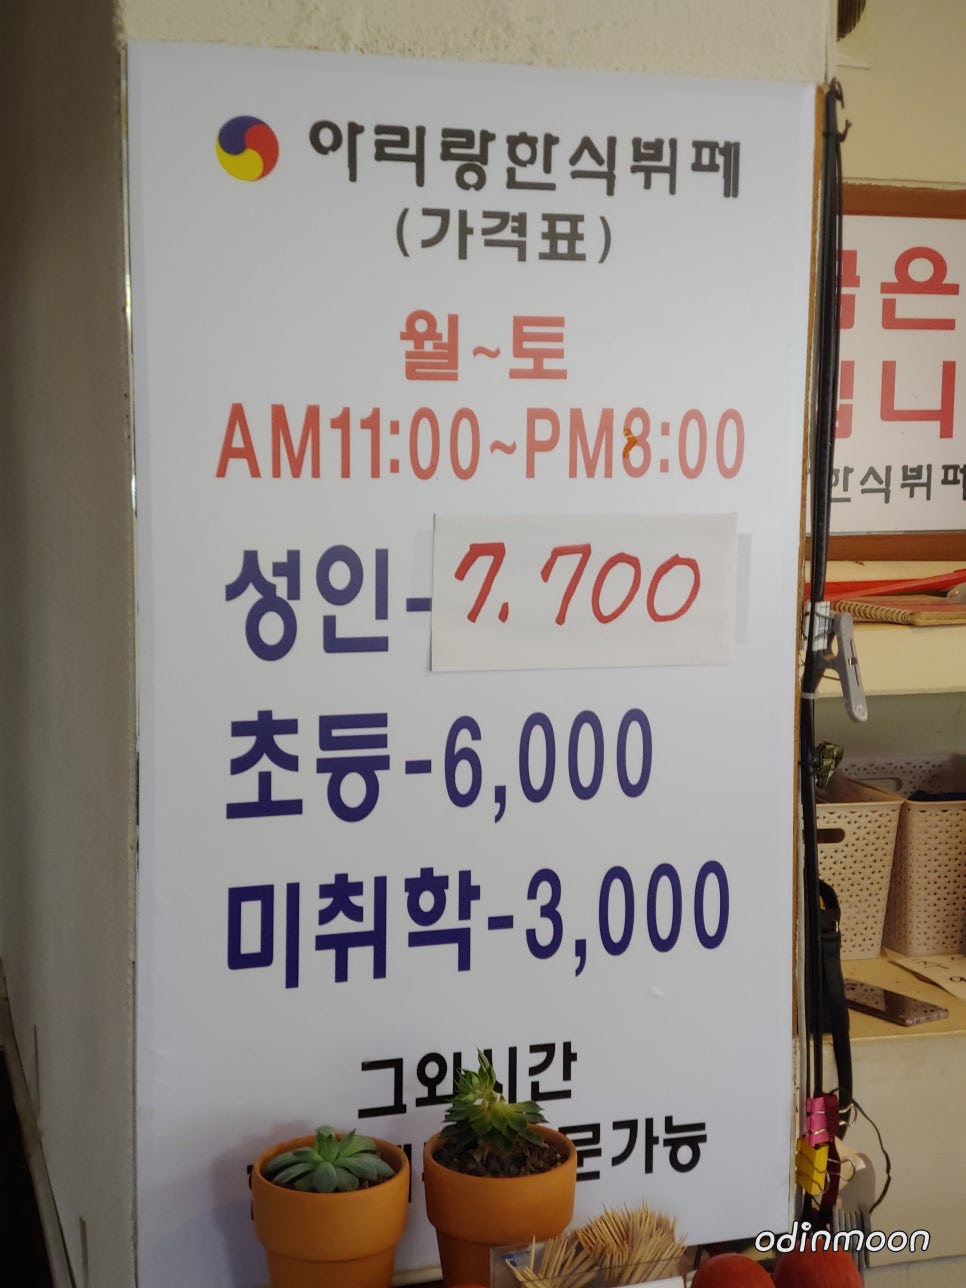 아리랑한식뷔페
(가격표)
월~토
AM11:00~PM8:00
성인-7.700
초등-6,000
미취학-3,000
그외시간
문가능
은
니
한식뷔페
odinmoon